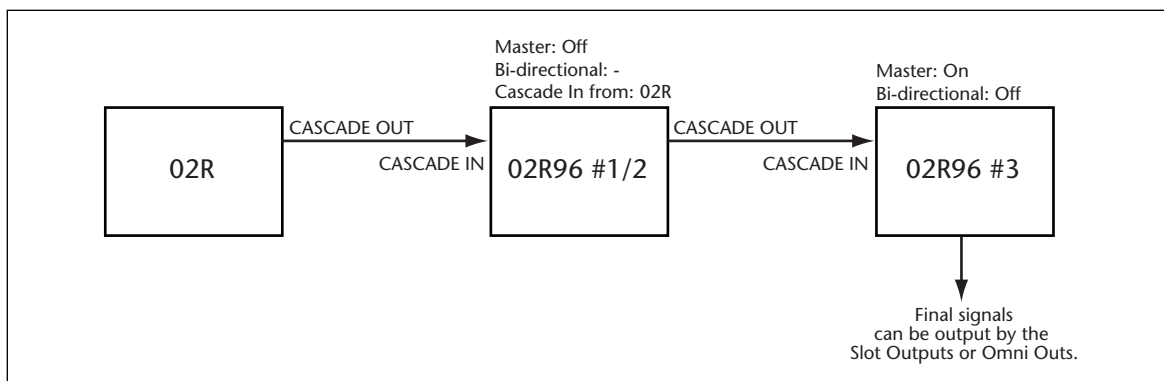 Master: Off
Bi-directional: -
Cascade In from: 02R
Master: On
Bi-directional: Off
02R
CASCADE OUT
CASCADE IN
02R96 #1/2
CASCADE OUT
CASCADE IN
02R96 #3
Final signals
can be output by the
Slot Outputs or Omni Outs.